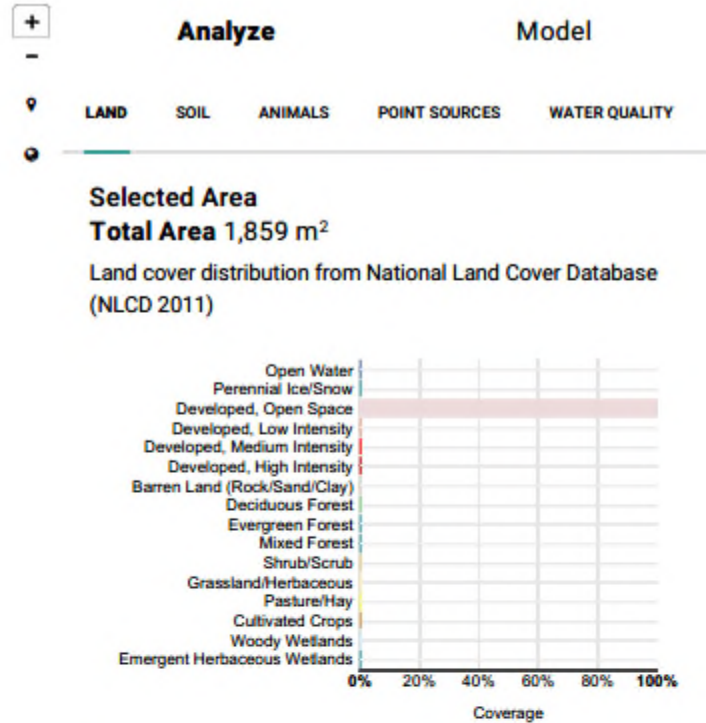 +
Analyze Model
-
LAND SOIL ANIMALS POINT SOURCES WATER QUALITY
Selected Area
Total Area 1,859 m²
Land cover distribution from National Land Cover Database
(NLCD 2011)
Open Water
Perennial Ice/Snow
Developed, Open Space
Developed, Low Intensity
Developed, Medium Intensity
Developed, High Intensity
Barren Land (Rock/Sand/Clay)
Deciduous Forest
Evergreen Forest
Mixed Forest
Shrub/Scrub
Grassland/Herbaceous
Pasture/Hay
Cultivated Crops
Woody Wetlands
Emergent Herbaceous Wetlands
0% 20% 40% 60% 80% 100%
Coverage